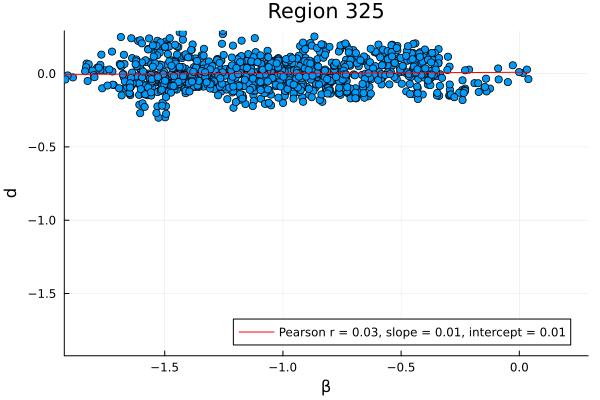 Region 325
0.0
−0.5
−1.0
−1.5
d
Pearson r = 0.03, slope = 0.01, intercept = 0.01
−1.5 −1.0 −0.5 0.0
β